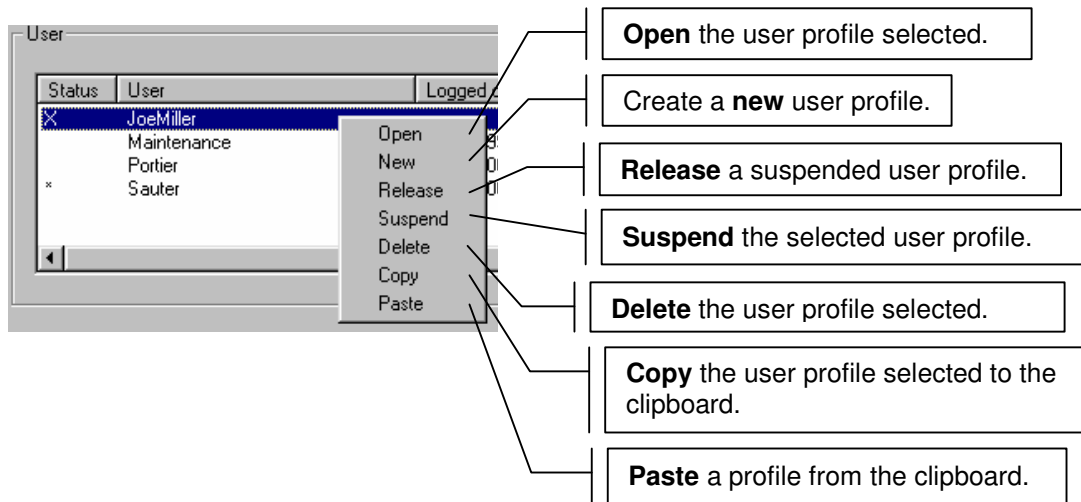 User
Open the user profile selected.
Status User Logged
Create a new user profile.
X JoeMiller
Open
Maintenance
New
Portier
Release a suspended user profile.
Release
× Sauter
Suspend
Suspend the selected user profile.
Delete
Copy
Delete the user profile selected.
Paste
Copy the user profile selected to the
clipboard.
Paste a profile from the clipboard.